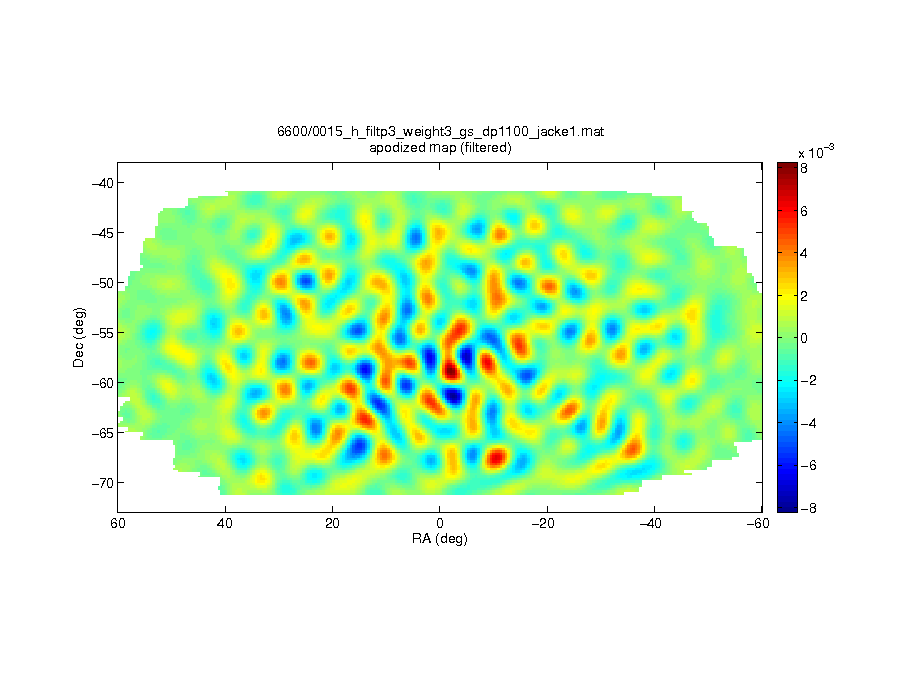 6600/0015_h_filtp3_weight3_gs_dp1100_jacke1.mat
apodized map (filtered)
x 10⁻³
8
6
4
2
0
−2
−4
−6
−8
−40
−45
−50
−55
−60
−65
−70
Dec (deg)
60 40 20 0 −20 −40 −60
RA (deg)